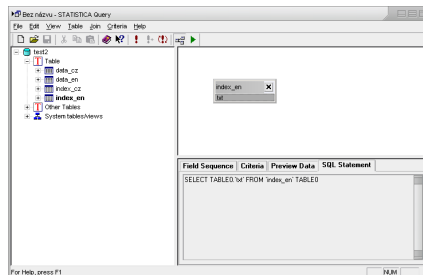 Bez názvu - STATISTICA Query
File Edit View Table Join Criteria Help
test2
Table
data_cz
data_en
index_cz
index_en
Other Tables
System tables/views
index_en
txt
Field Sequence Criteria Preview Data SQL Statement
SELECT TABLE0.`txt` FROM `index_en` TABLE0
For Help, press F1
NUM